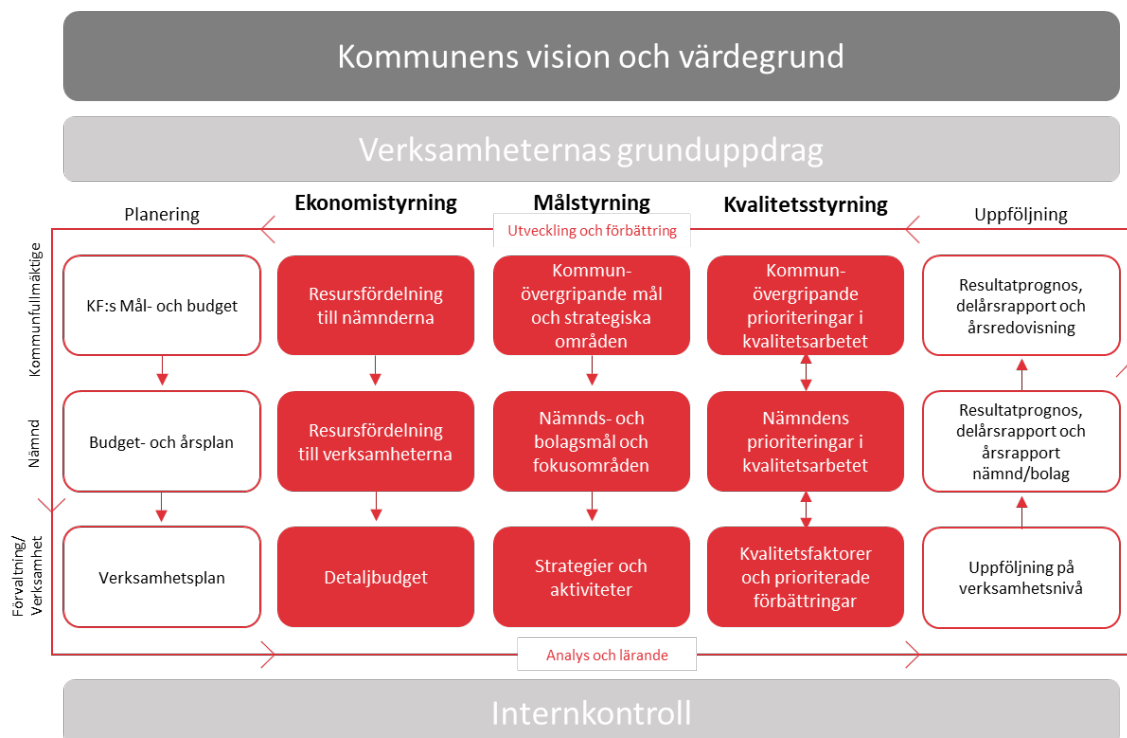 Kommunens vision och värdegrund
Verksamheternas grunduppdrag
Planering
Ekonomistyrning
Målstyrning
Kvalitetsstyrning
Uppföljning
Utveckling och förbättring
Kommunfullmäktige
KF:s Mål- och budget
Resursfördelning
till nämnderna
Kommun-
övergripande mål
och strategiska
områden
Kommun-
övergripande
prioriteringar i
kvalitetsarbetet
Resultatprognos,
delårsrapport och
årsredovisning
Nämnd
Budget- och årsplan
Resursfördelning
till verksamheterna
Nämnds- och
bolagsmål och
fokusområden
Nämndens
prioriteringar i
kvalitetsarbetet
Resultatprognos,
delårsrapport och
årsrapport
nämnd/bolag
Förvaltning/
Verksamhet
Verksamhetsplan
Detaljbudget
Strategier och
aktiviteter
Kvalitetsfaktorer
och prioriterade
förbättringar
Uppföljning på
verksamhetsnivå
Analys och lärande
Internkontroll